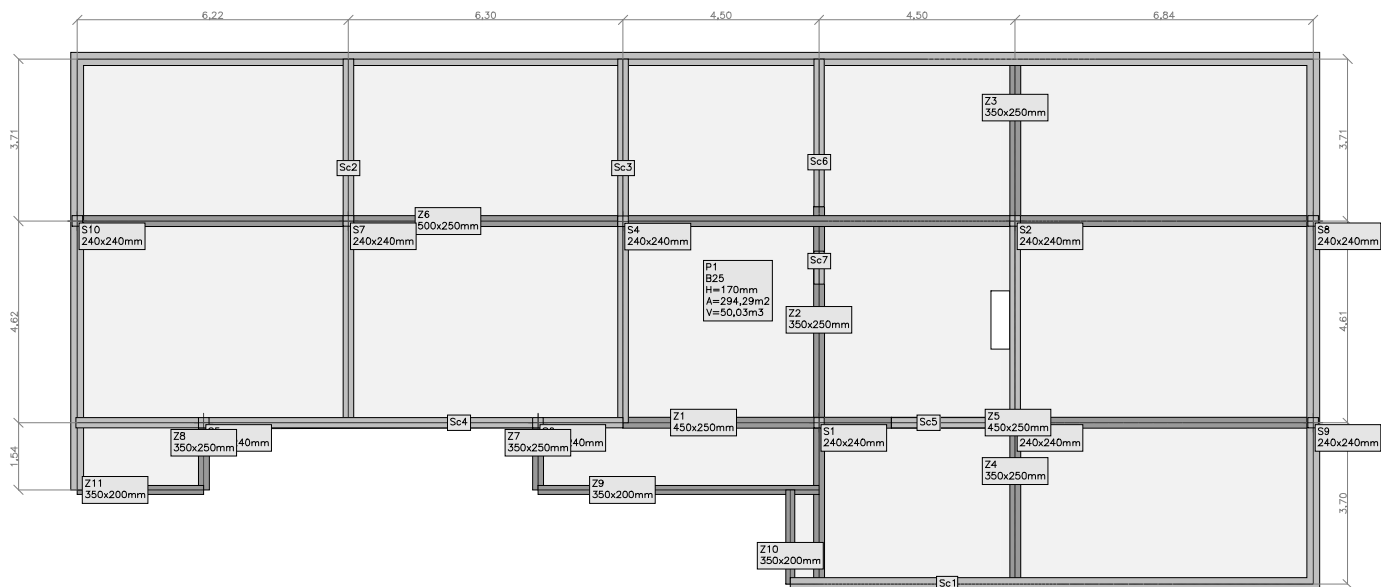 6,22
6,30
4,50
4,50
6,84
Z3
350x250mm
3,71
3,71
Sc2
Sc3
Sc6
Z6
500x250mm
S10
240x240mm
S7
240x240mm
S4
240x240mm
S2
240x240mm
S8
240x240mm
Sc7
P1
B25
H=170mm
A=294,29m2
V=50,03m3
Z2
350x250mm
4,62
4,61
Z1
450x250mm
Sc4
Sc5
Z5
450x250mm
Z8
350x250mm
40mm
Z7
350x250mm
40mm
S1
240x240mm
240x240mm
S9
240x240mm
1,54
Z4
350x250mm
Z11
350x200mm
Z9
350x200mm
3,70
Z10
350x200mm
Sc1